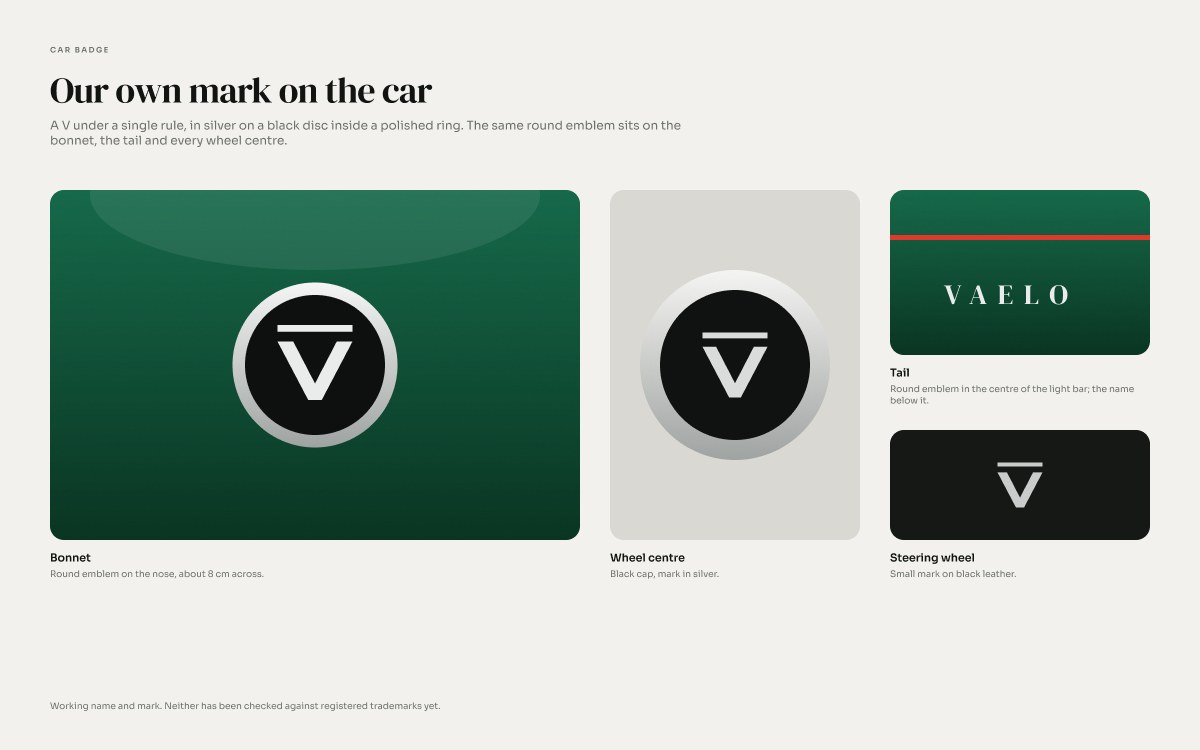 CAR BADGE
Our own mark on the car
A V under a single rule, in silver on a black disc inside a polished ring. The same round emblem sits on the
bonnet, the tail and every wheel centre.
VAELO
Tail
Round emblem in the centre of the light bar; the name
below it.
Bonnet
Round emblem on the nose, about 8 cm across.
Wheel centre
Black cap, mark in silver.
Steering wheel
Small mark on black leather.
Working name and mark. Neither has been checked against registered trademarks yet.